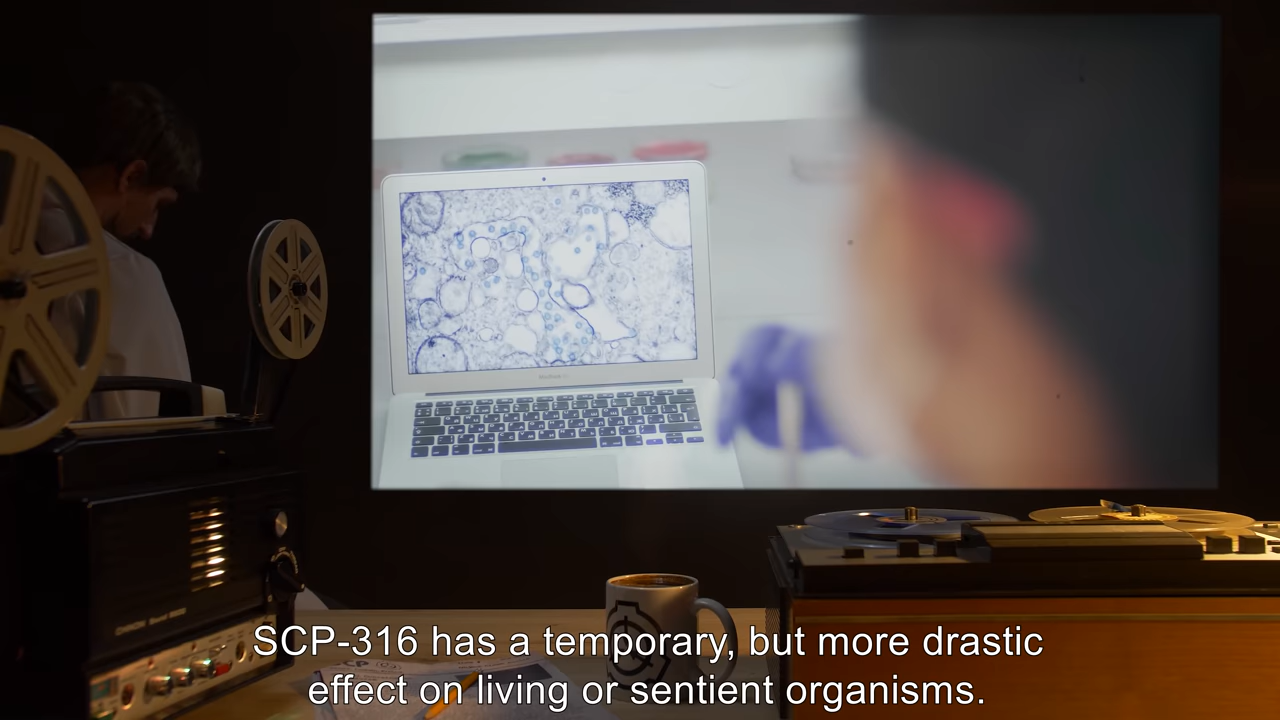 SCP-316 has a temporary, but more drastic
effect on living or sentient organisms.